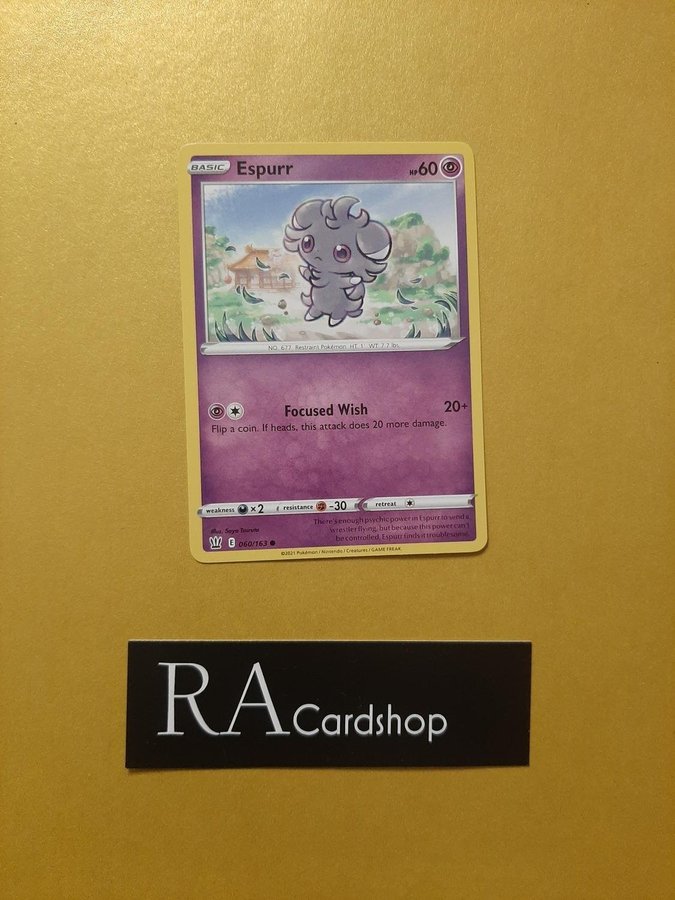 BASIC Espurr HP60
NO. 677 Restraint Pokémon HT. 1' WT. 7.7 lbs.
Focused Wish 20+
Flip a coin. If heads, this attack does 20 more damage.
weakness ×2 resistance -30 retreat
Illus. Saya Tsuruta
There's enough psychic power in Espurr to send a
wrestler flying, but because this power can't
be controlled, Espurr finds it troublesome.
E 060/163
©2021 Pokémon / Nintendo / Creatures / GAME FREAK
RA Cardshop